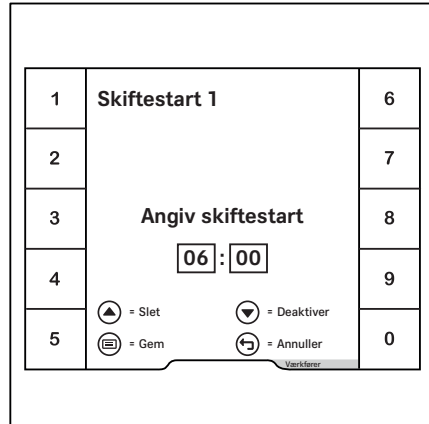 1 Skiftestart 1 6
2 7
3 Angiv skiftestart 8
06 : 00
4 9
= Slet = Deaktiver
5 = Gem = Annuller 0
Værkfører